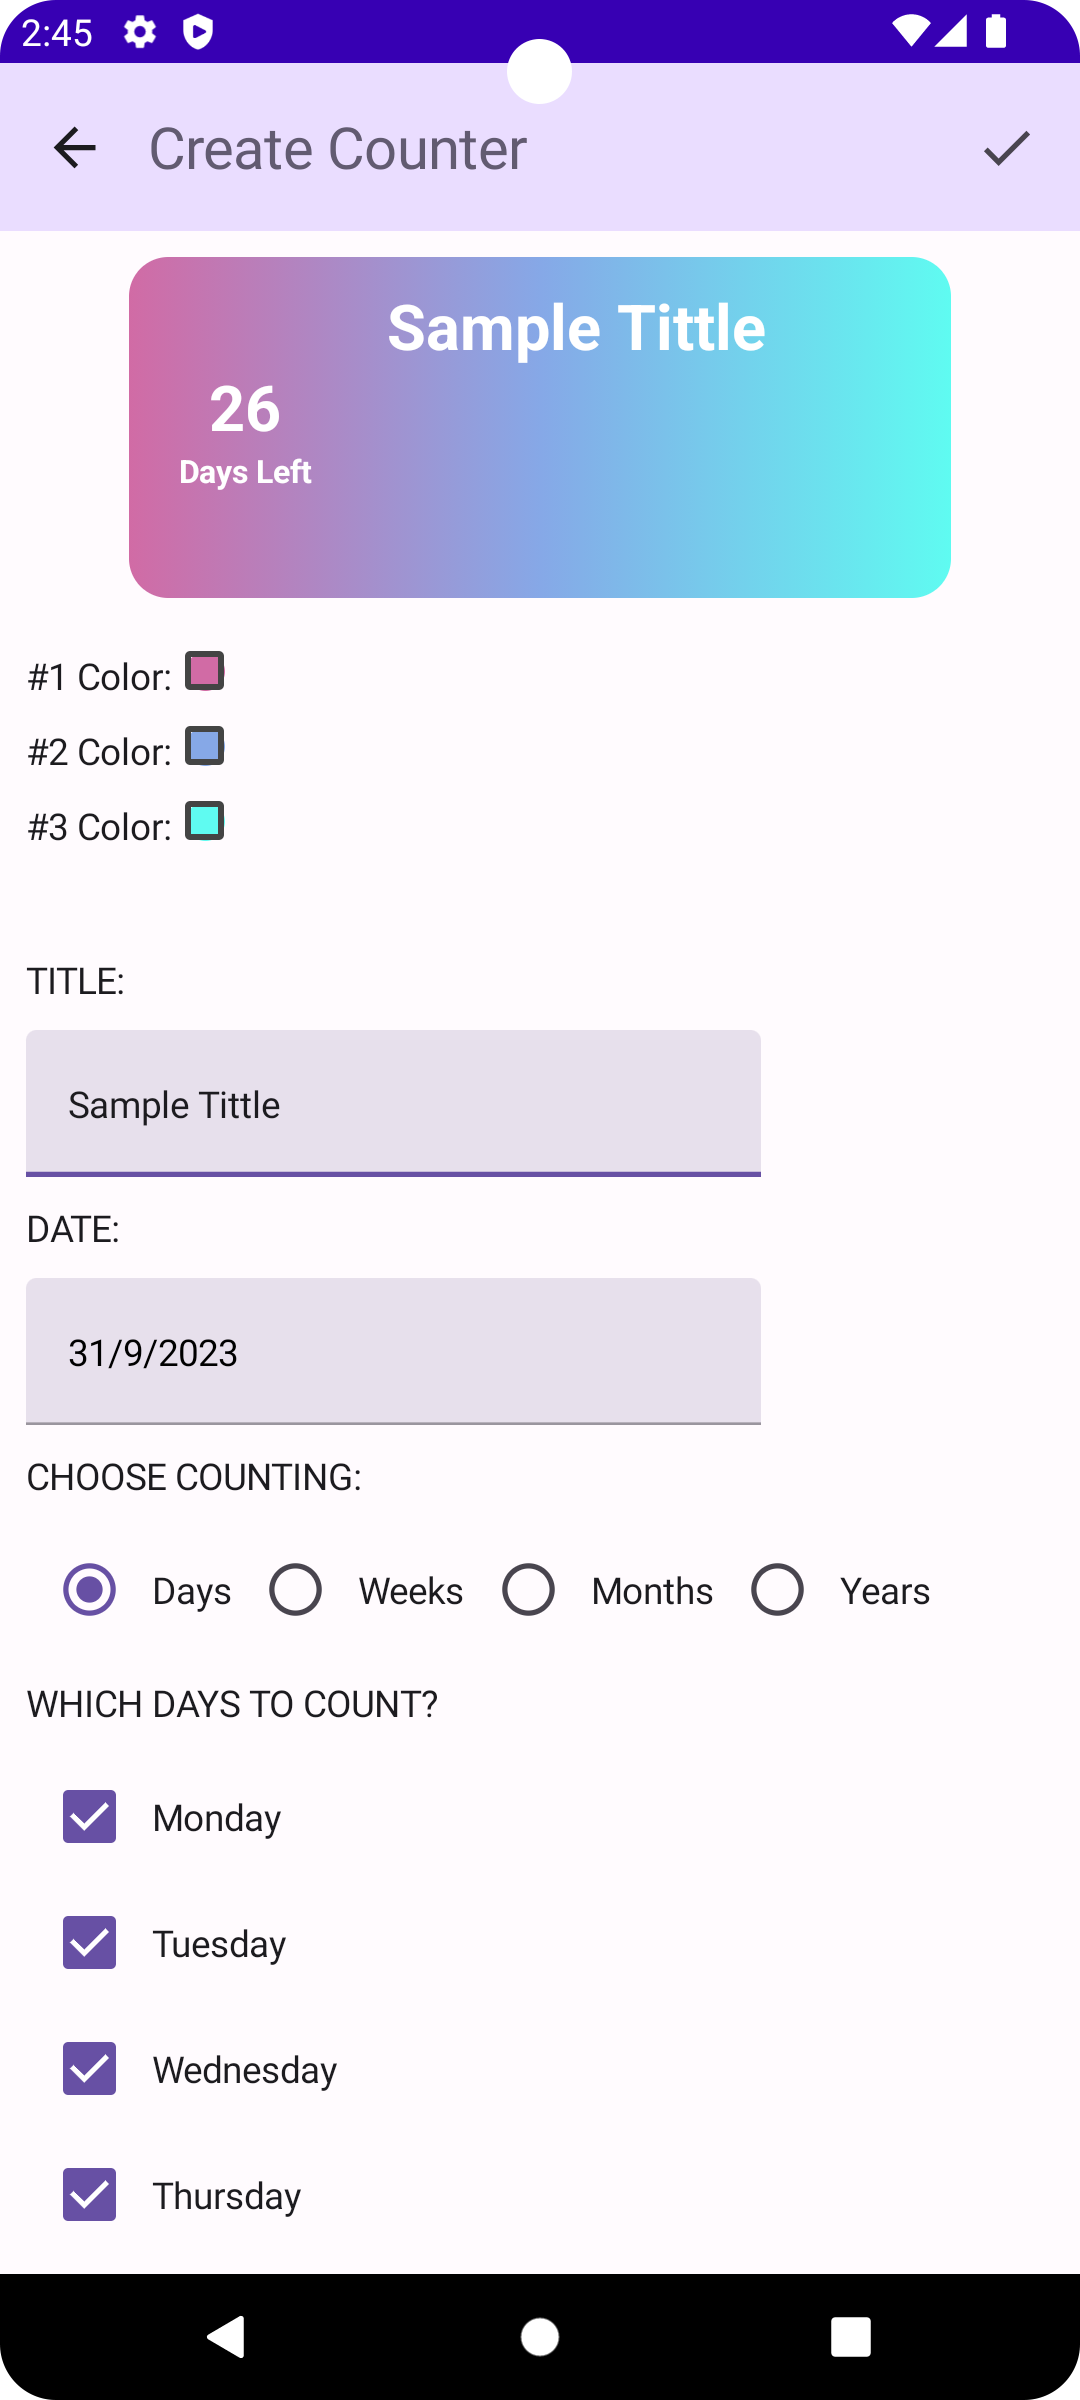 2:45
Create Counter
Sample Tittle
26
Days Left
#1 Color:
#2 Color:
#3 Color:
TITLE:
Sample Tittle
DATE:
31/9/2023
CHOOSE COUNTING:
Days Weeks Months Years
WHICH DAYS TO COUNT?
Monday
Tuesday
Wednesday
Thursday